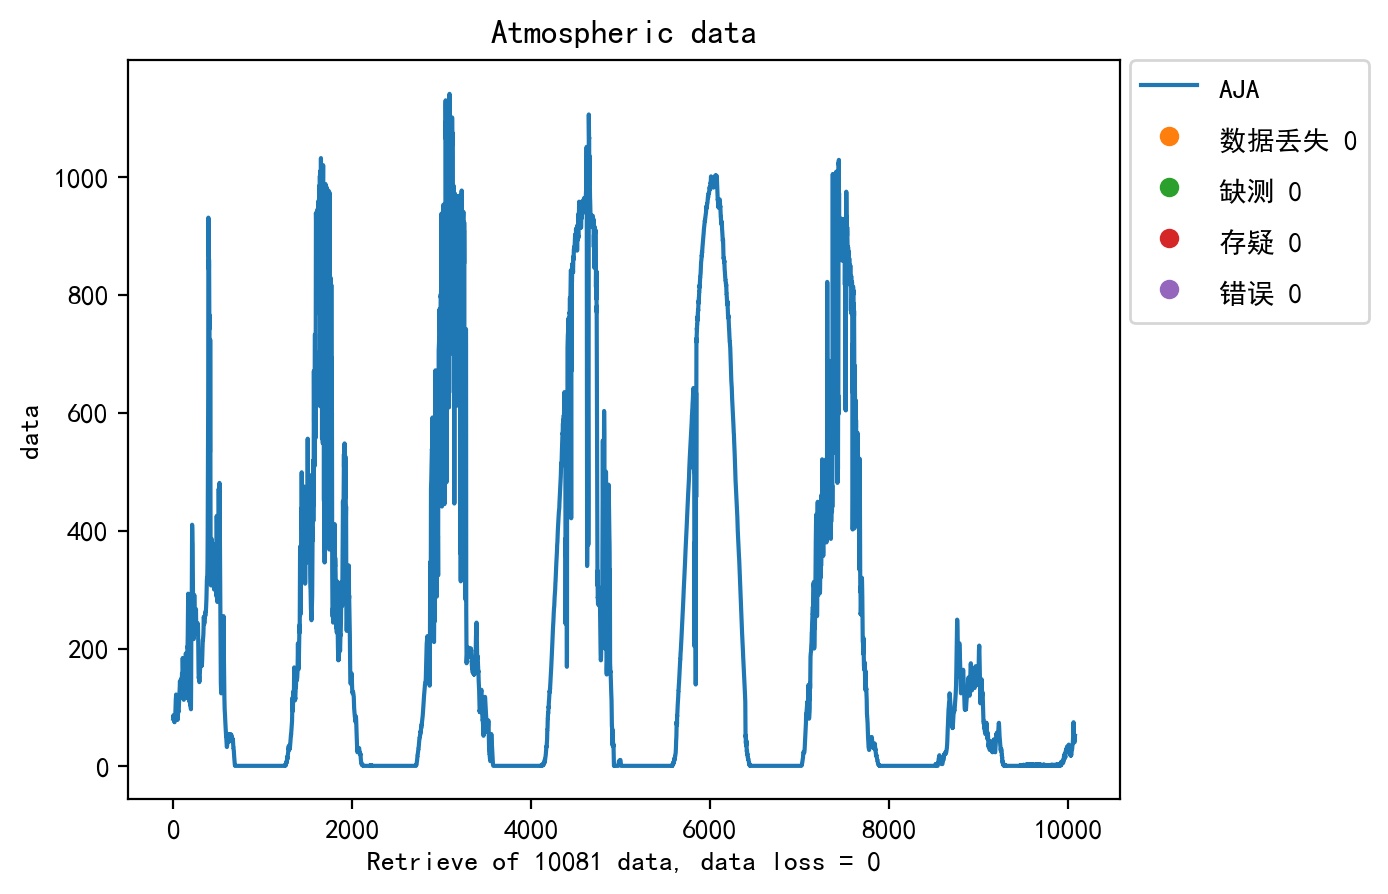 Atmospheric data
AJA
数据丢失 0
缺测 0
存疑 0
错误 0
data
1000
800
600
400
200
0
0 2000 4000 6000 8000 10000
Retrieve of 10081 data, data loss = 0